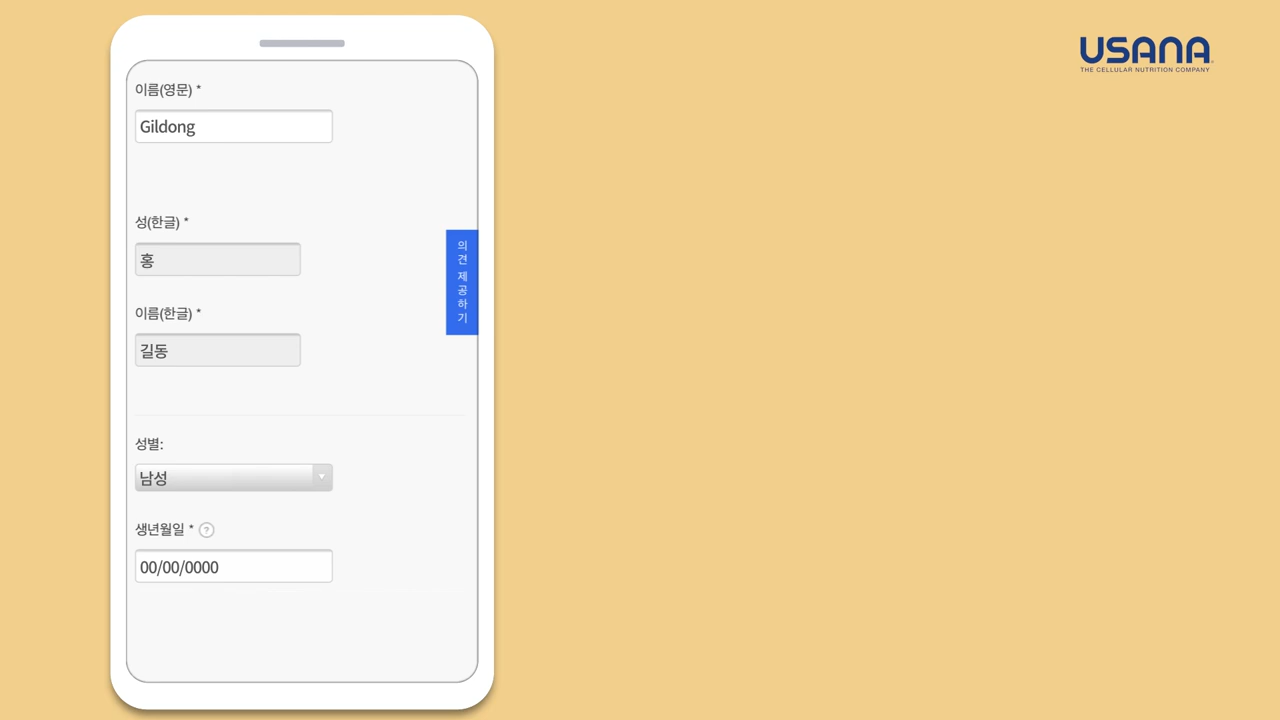 이름(영문) *
Gildong
성(한글) *
홍
이름(한글) *
길동
성별:
남성
생년월일 * ?
00/00/0000
의견 제공하기
USANA
THE CELLULAR NUTRITION COMPANY